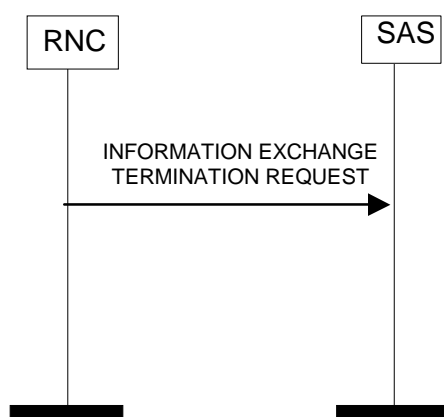 RNC
SAS
INFORMATION EXCHANGE
TERMINATION REQUEST